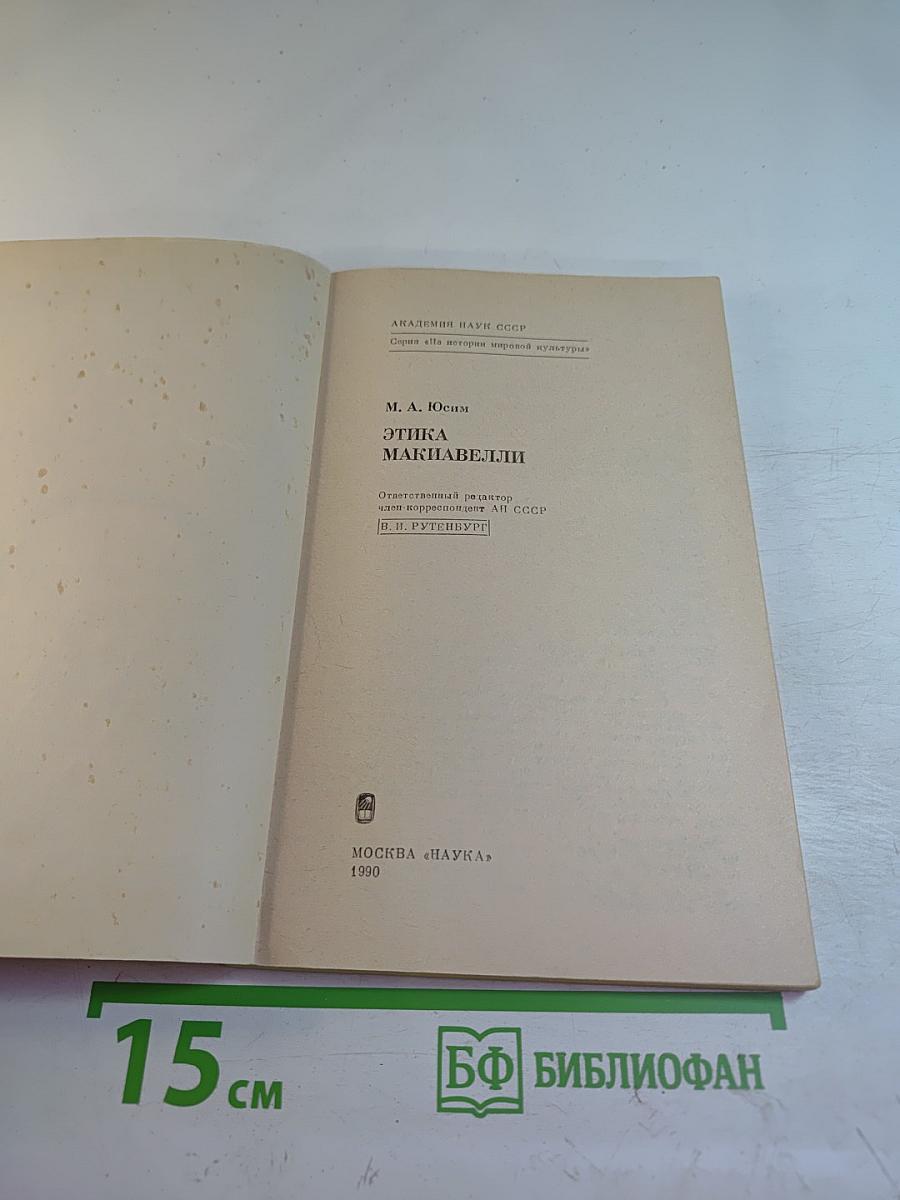 АКАДЕМИЯ НАУК СССР
Серия «Из истории мировой культуры»
М. А. Юсим
ЭТИКА
МАКИАВЕЛЛИ
Ответственный редактор
член-корреспондент АН СССР
В. И. РУТЕНБУРГ
МОСКВА «НАУКА»
1990
15 см
БФ БИБЛИОФАН